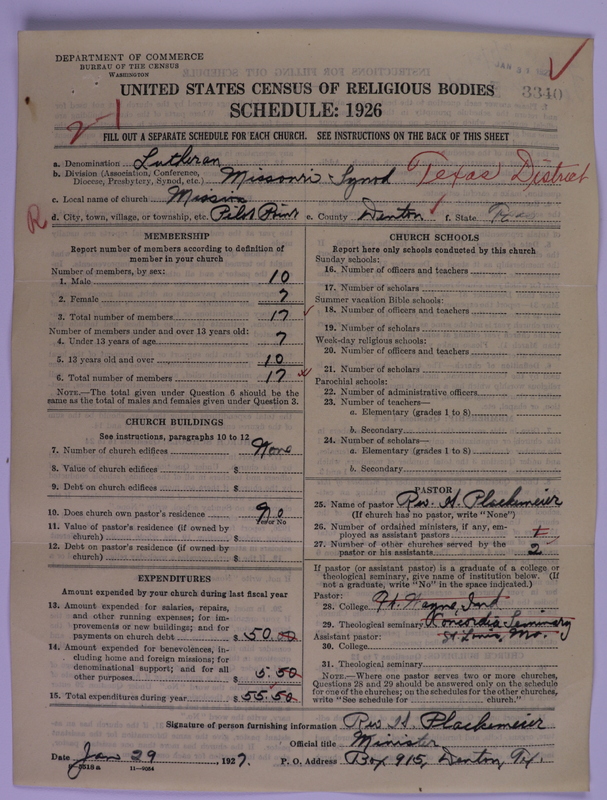 DEPARTMENT OF COMMERCE
BUREAU OF THE CENSUS
WASHINGTON
3340
UNITED STATES CENSUS OF RELIGIOUS BODIES
SCHEDULE: 1926
2-1
FILL OUT A SEPARATE SCHEDULE FOR EACH CHURCH. SEE INSTRUCTIONS ON THE BACK OF THIS SHEET
a. Denomination Lutheran
b. Division (Association, Conference, Diocese, Presbytery, Synod, etc.) Missouri Synod Texas District
c. Local name of church Mission
R d. City, town, village, or township, etc. Pilot Point e. County Denton f. State
MEMBERSHIP
Report number of members according to definition of
member in your church
Number of members, by sex:
1. Male 10
2. Female 7
3. Total number of members 17
Number of members under and over 13 years old:
4. Under 13 years of age 7
5. 13 years old and over 10
6. Total number of members 17
NOTE.—The total given under Question 6 should be
same as the total of males and females given under Question 3.
CHURCH BUILDINGS
See instructions, paragraphs 10 to 12
7. Number of church edifices None
8. Value of church edifices $
9. Debt on church edifices $
10. Does church own pastor's residence No
Yes or No
11. Value of pastor's residence (if owned by
church) $
12. Debt on pastor's residence (if owned by
church) $
EXPENDITURES
Amount expended by your church during last fiscal year
13. Amount expended for salaries, repairs,
and other running expenses; for im-
provements or new buildings; and for
payments on church debt $ 50.00
14. Amount expended for benevolences, in-
cluding home and foreign missions; for
denominational support; and for all
other purposes $ 5.50
15. Total expenditures during year $ 55.50
CHURCH SCHOOLS
Report here only schools conducted by this church
Sunday schools:
16. Number of officers and teachers
17. Number of scholars
Summer vacation Bible schools:
18. Number of officers and teachers
19. Number of scholars
Week-day religious schools:
20. Number of officers and teachers
21. Number of scholars
Parochial schools:
22. Number of administrative officers
23. Number of teachers—
a. Elementary (grades 1 to 8)
b. Secondary
24. Number of scholars—
a. Elementary (grades 1 to 8)
b. Secondary
PASTOR
25. Name of pastor Rev. H. Plackemeier
(If church has no pastor, write "None")
26. Number of ordained ministers, if any, em-
ployed as assistant pastors 1
27. Number of other churches served by the
pastor or his assistants 2
If pastor (or assistant pastor) is a graduate of a college or
theological seminary, give name of institution below. (If
not a graduate, write "No" in the space indicated.)
Pastor:
28. College Ft. Wayne, Ind
29. Theological seminary Concordia Seminary
Assistant pastor: St Louis, Mo.
30. College
31. Theological seminary
NOTE.—Where one pastor serves two or more churches,
Questions 28 and 29 should be answered only on the schedule
for one of the churches; on the schedules for the other churches,
write "See schedule for church."
Signature of person furnishing information Rev. H. Plackemeier
Official title Minister
Date Jan 29, 1927. P. O. Address Box 915, Denton, Tex.
8-5518a 11-9084